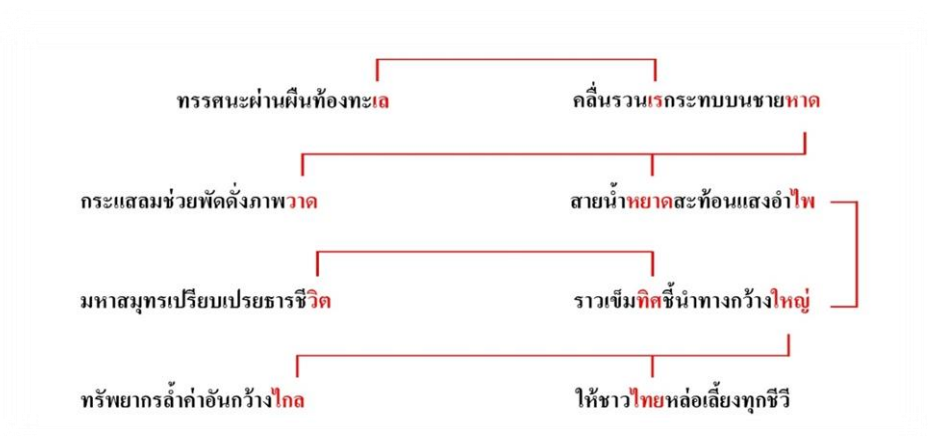 ทรรศนะผ่านผืนท้องทะเล คลื่นรวนเรกระทบบนชายหาด
กระแสลมช่วยพัดดั่งภาพวาด สายน้ำหยาดสะท้อนแสงอำไพ
มหาสมุทรเปรียบเปรยธารชีวิต ราวเข็มทิศชี้นำทางกว้างใหญ่
ทรัพยากรล้ำค่าอันกว้างไกล ให้ชาวไทยหล่อเลี้ยงทุกชีวี